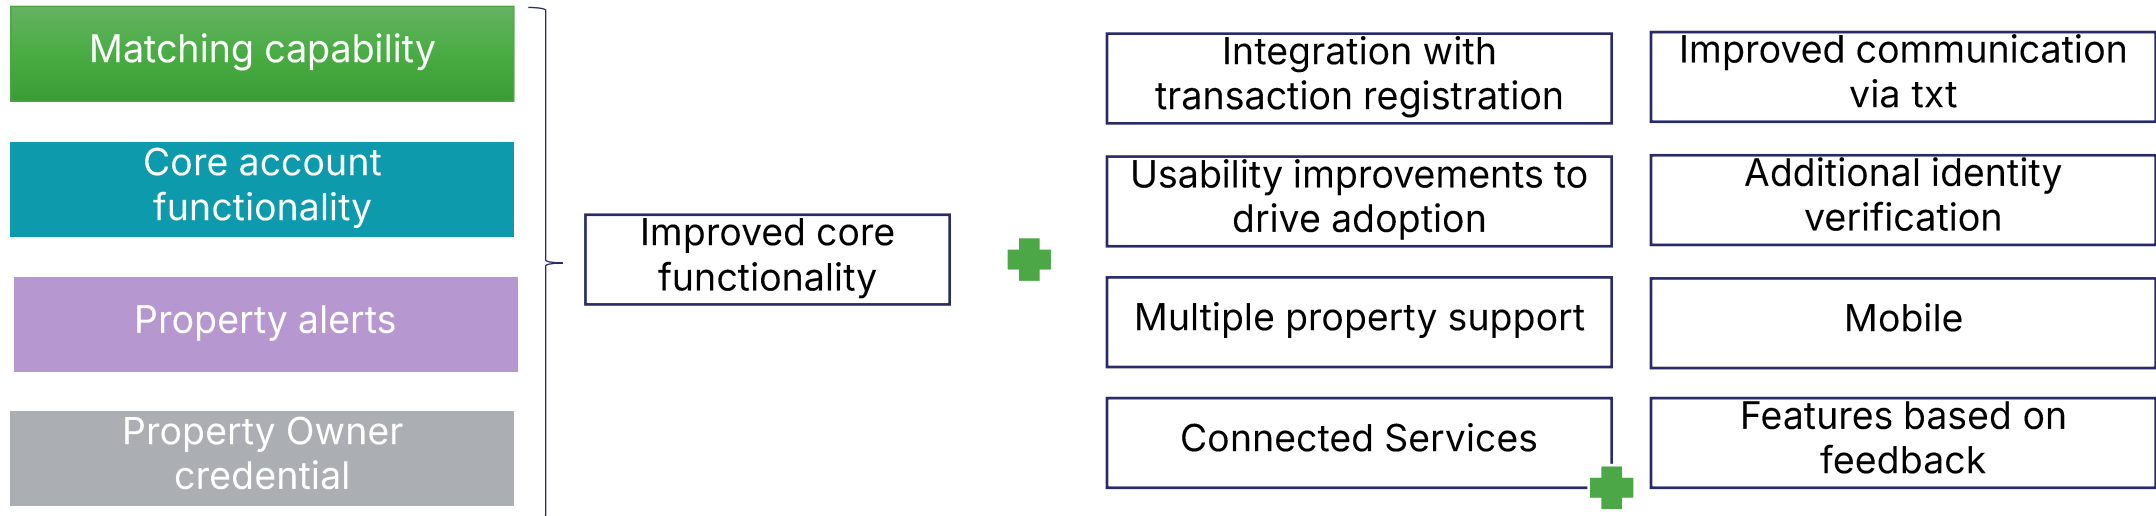 Matching capability
Core account
functionality
Property alerts
Property Owner
credential
Improved core
functionality
Integration with
transaction registration
Usability improvements to
drive adoption
Multiple property support
Connected Services
Improved communication
via txt
Additional identity
verification
Mobile
Features based on
feedback